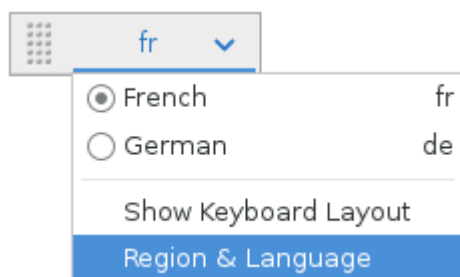 fr
French fr
German de
Show Keyboard Layout
Region & Language